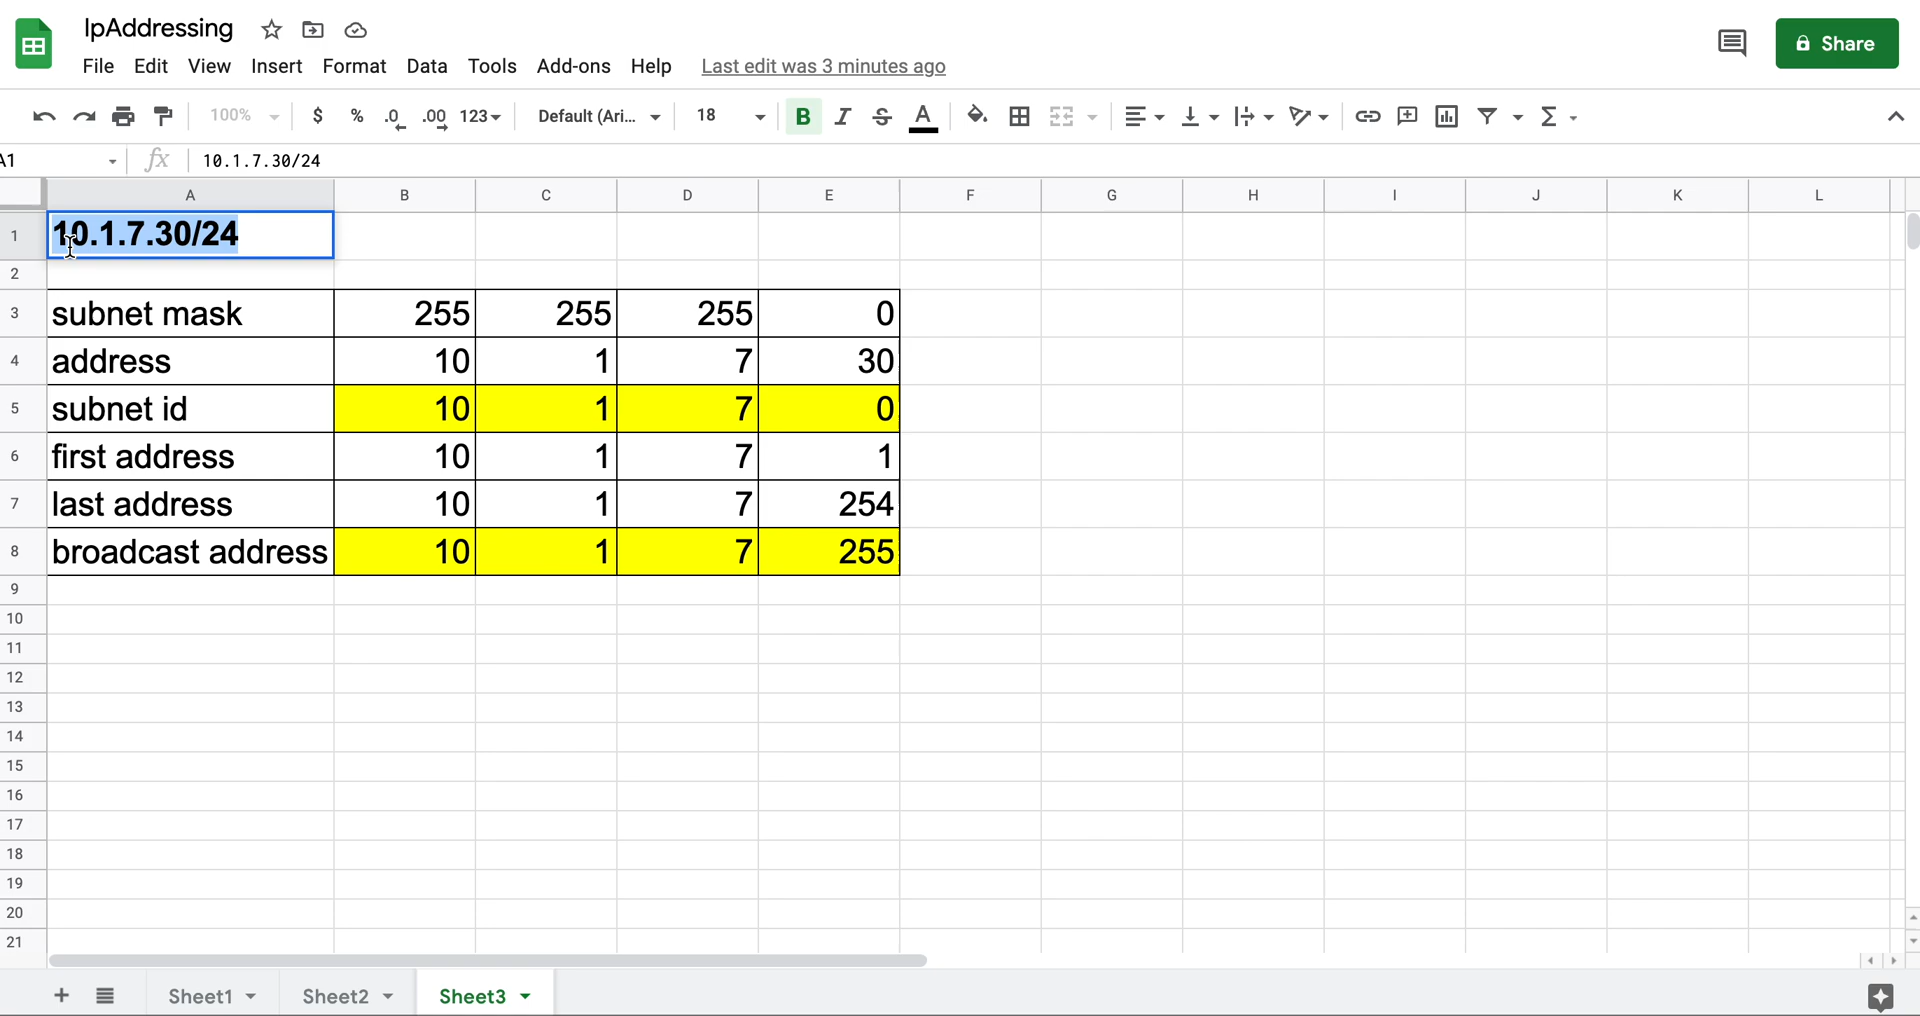 IpAddressing
File Edit View Insert Format Data Tools Add-ons Help Last edit was 3 minutes ago
Share
100% $ % .0 .00 123 Default (Ari... 18 B I S A
A1 fx 10.1.7.30/24
A B C D E F G H I J K L
1 10.1.7.30/24
2
3 subnet mask 255 255 255 0
4 address 10 1 7 30
5 subnet id 10 1 7 0
6 first address 10 1 7 1
7 last address 10 1 7 254
8 broadcast address 10 1 7 255
9
10
11
12
13
14
15
16
17
18
19
20
21
Sheet1 Sheet2 Sheet3